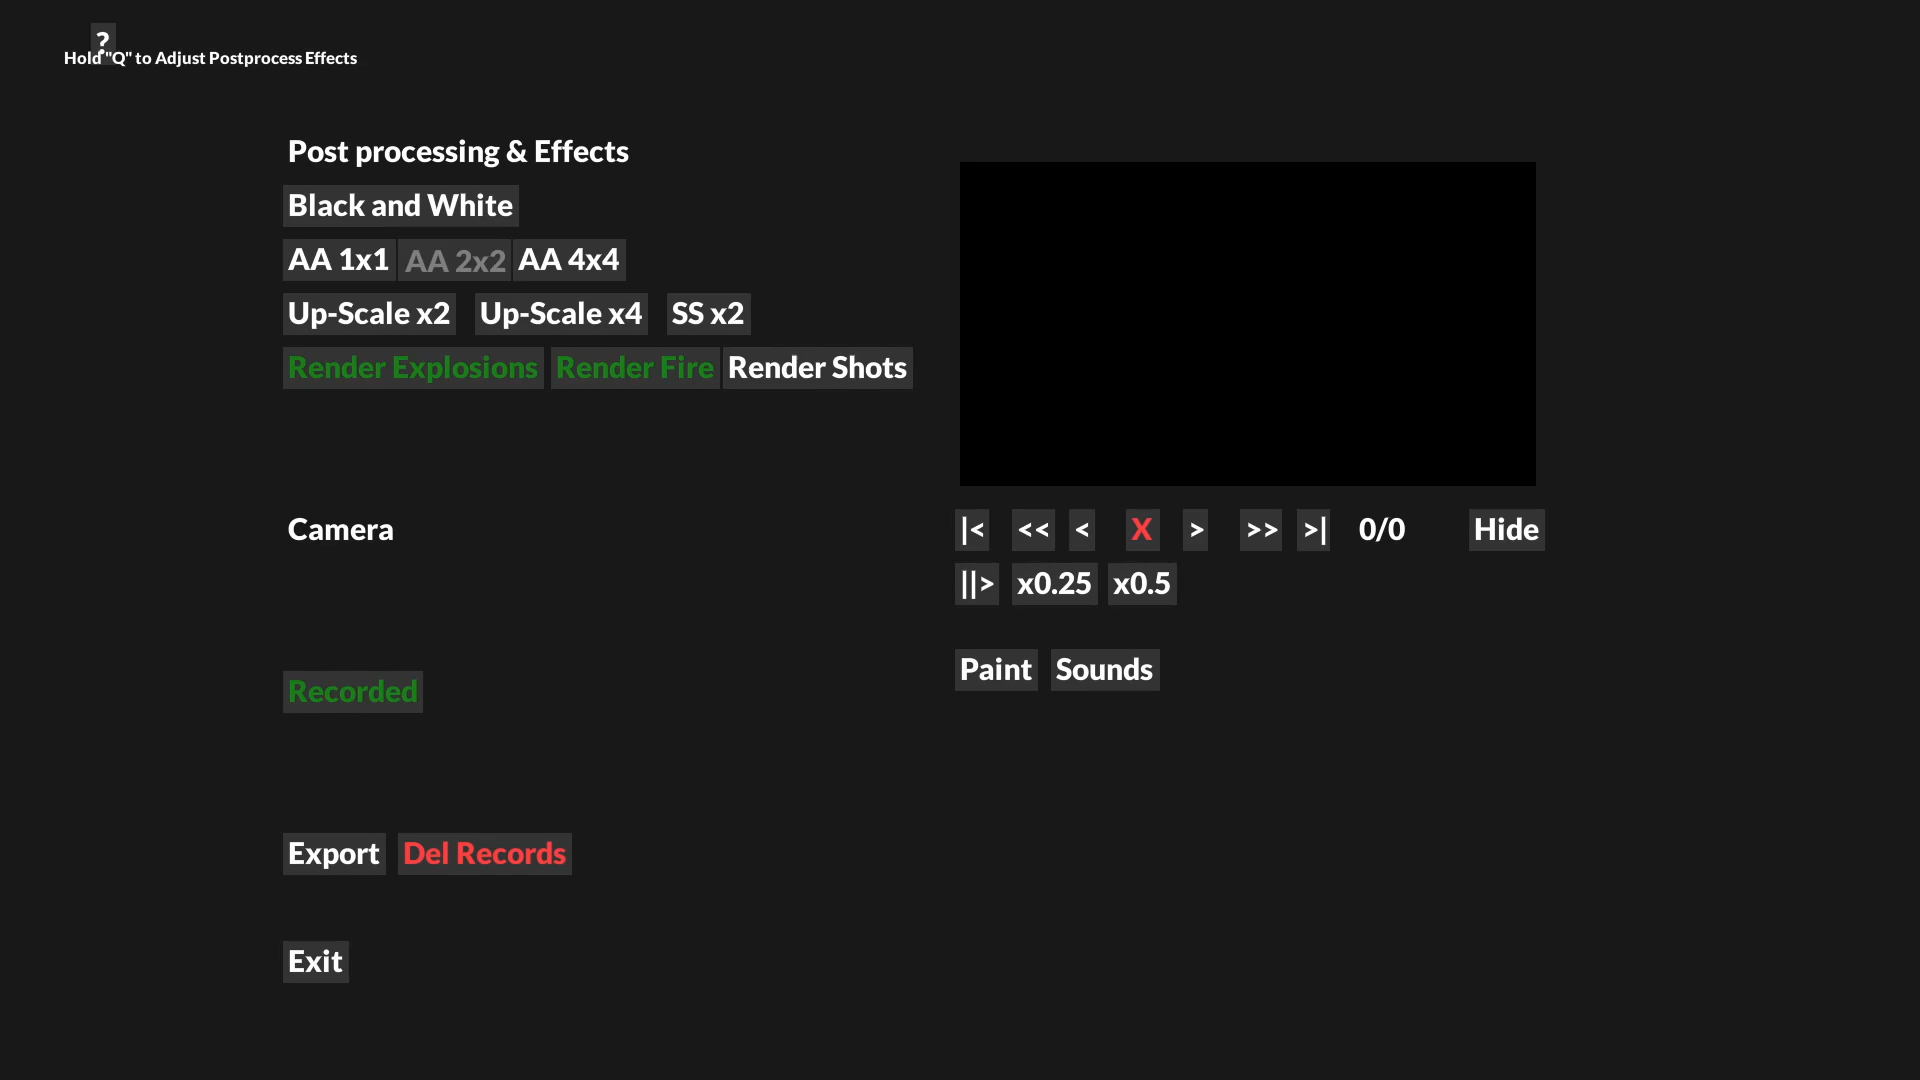 ?
Hold "Q" to Adjust Postprocess Effects
Post processing & Effects
Black and White
AA 1x1 AA 2x2 AA 4x4
Up-Scale x2 Up-Scale x4 SS x2
Render Explosions Render Fire Render Shots
Camera
Recorded
Export Del Records
Exit
|< << < X > >> >| 0/0 Hide
||> x0.25 x0.5
Paint Sounds